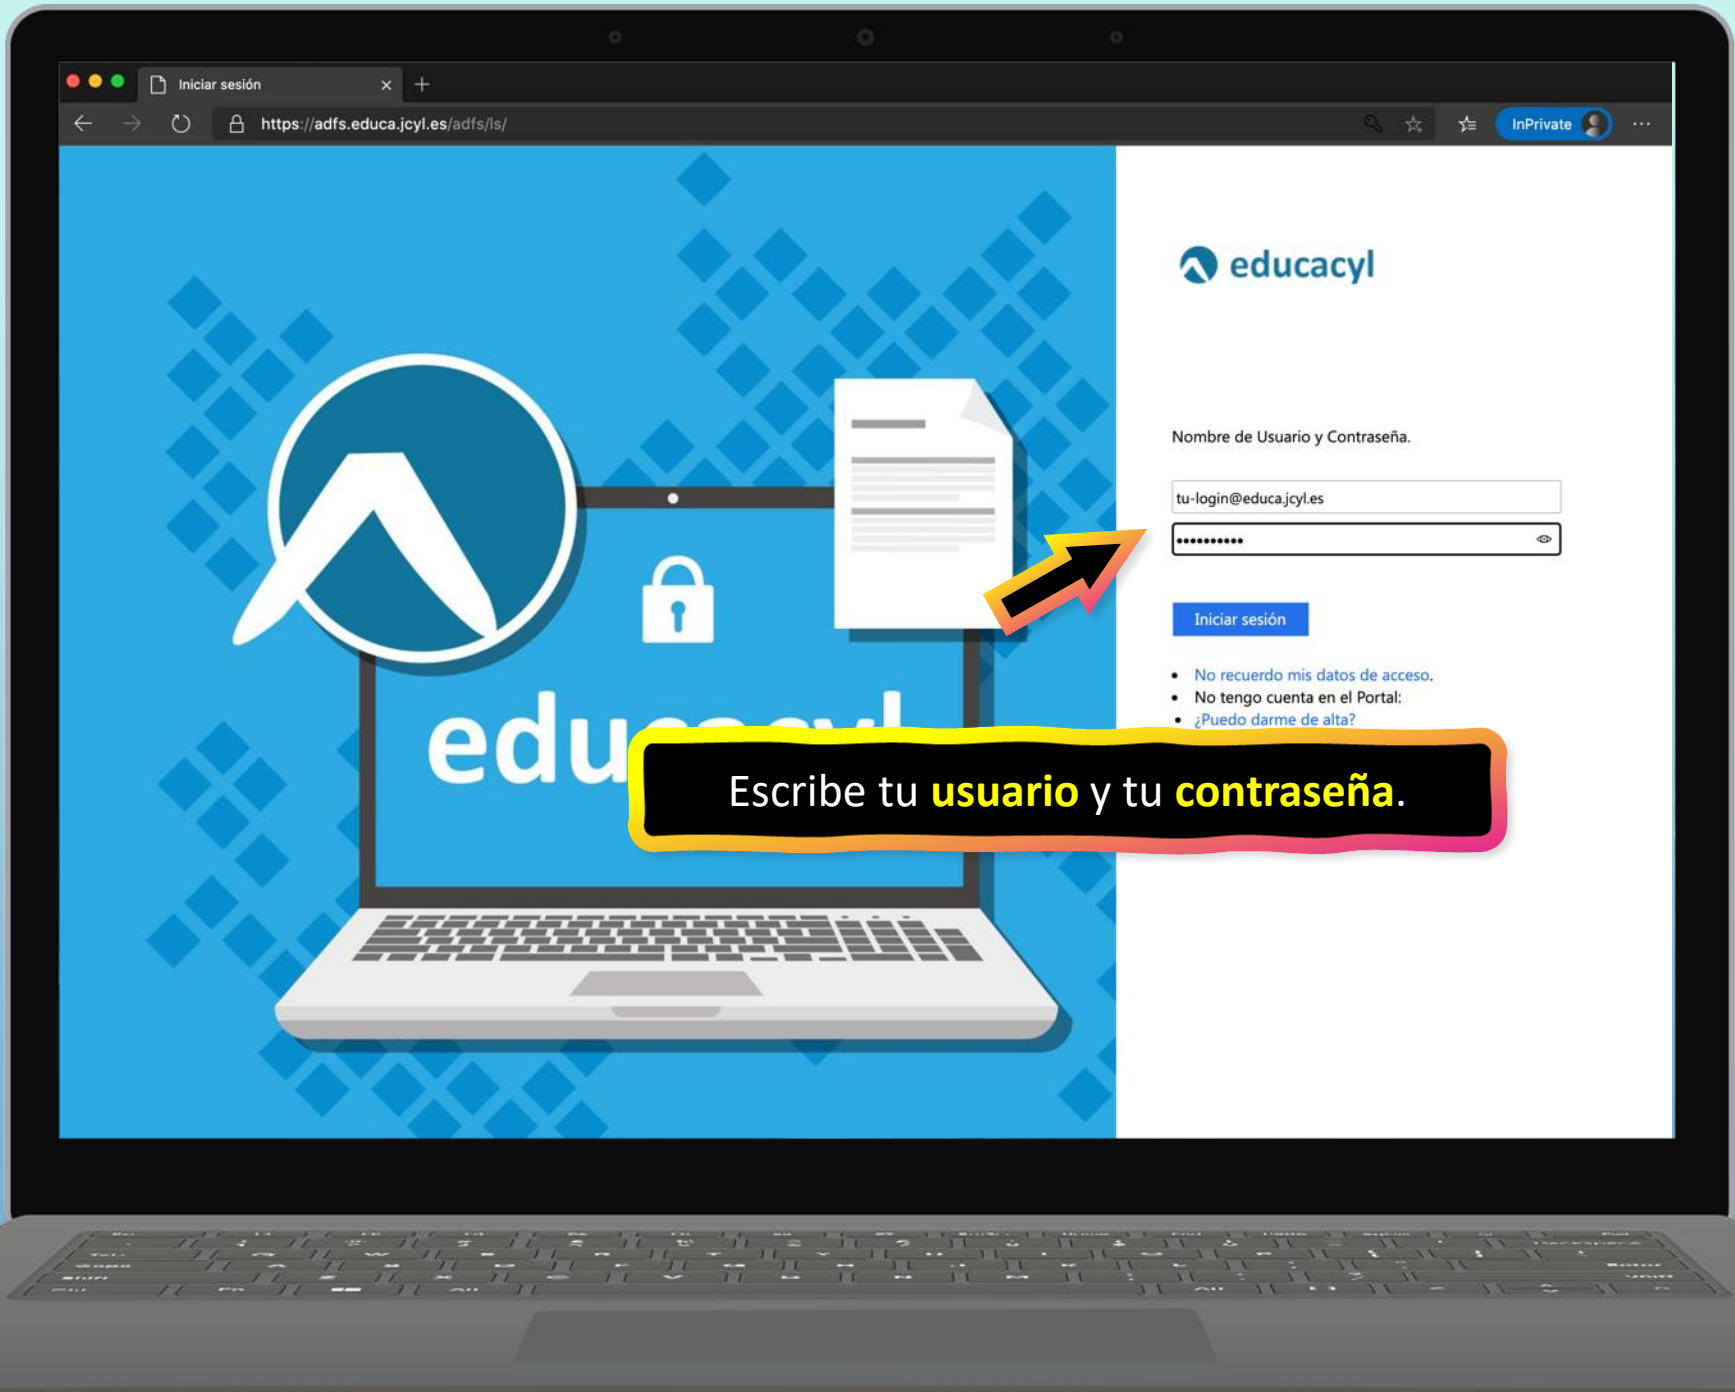 Iniciar sesión
https://adfs.educa.jcyl.es/adfs/ls/
InPrivate
educacyl
Nombre de Usuario y Contraseña.
tu-login@educa.jcyl.es
••••••••••
Iniciar sesión
No recuerdo mis datos de acceso.
No tengo cuenta en el Portal:
¿Puedo darme de alta?
Escribe tu usuario y tu contraseña.